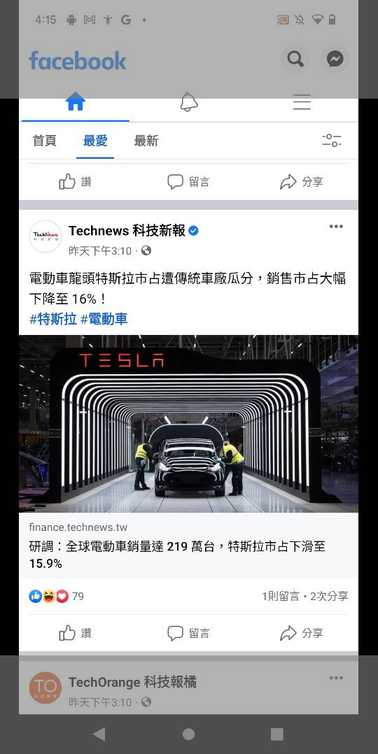 4:15
facebook
首頁 最愛 最新
讚 留言 分享
Technews 科技新報
昨天下午3:10 ·
電動車龍頭特斯拉市占遭傳統車廠瓜分，銷售市占大幅
下降至 16%！
#特斯拉 #電動車
TESLA
finance.technews.tw
研調：全球電動車銷量達 219 萬台，特斯拉市占下滑至
15.9%
79 1則留言 • 2次分享
讚 留言 分享
TO
TechOrange 科技報橘
昨天下午3:10 ·